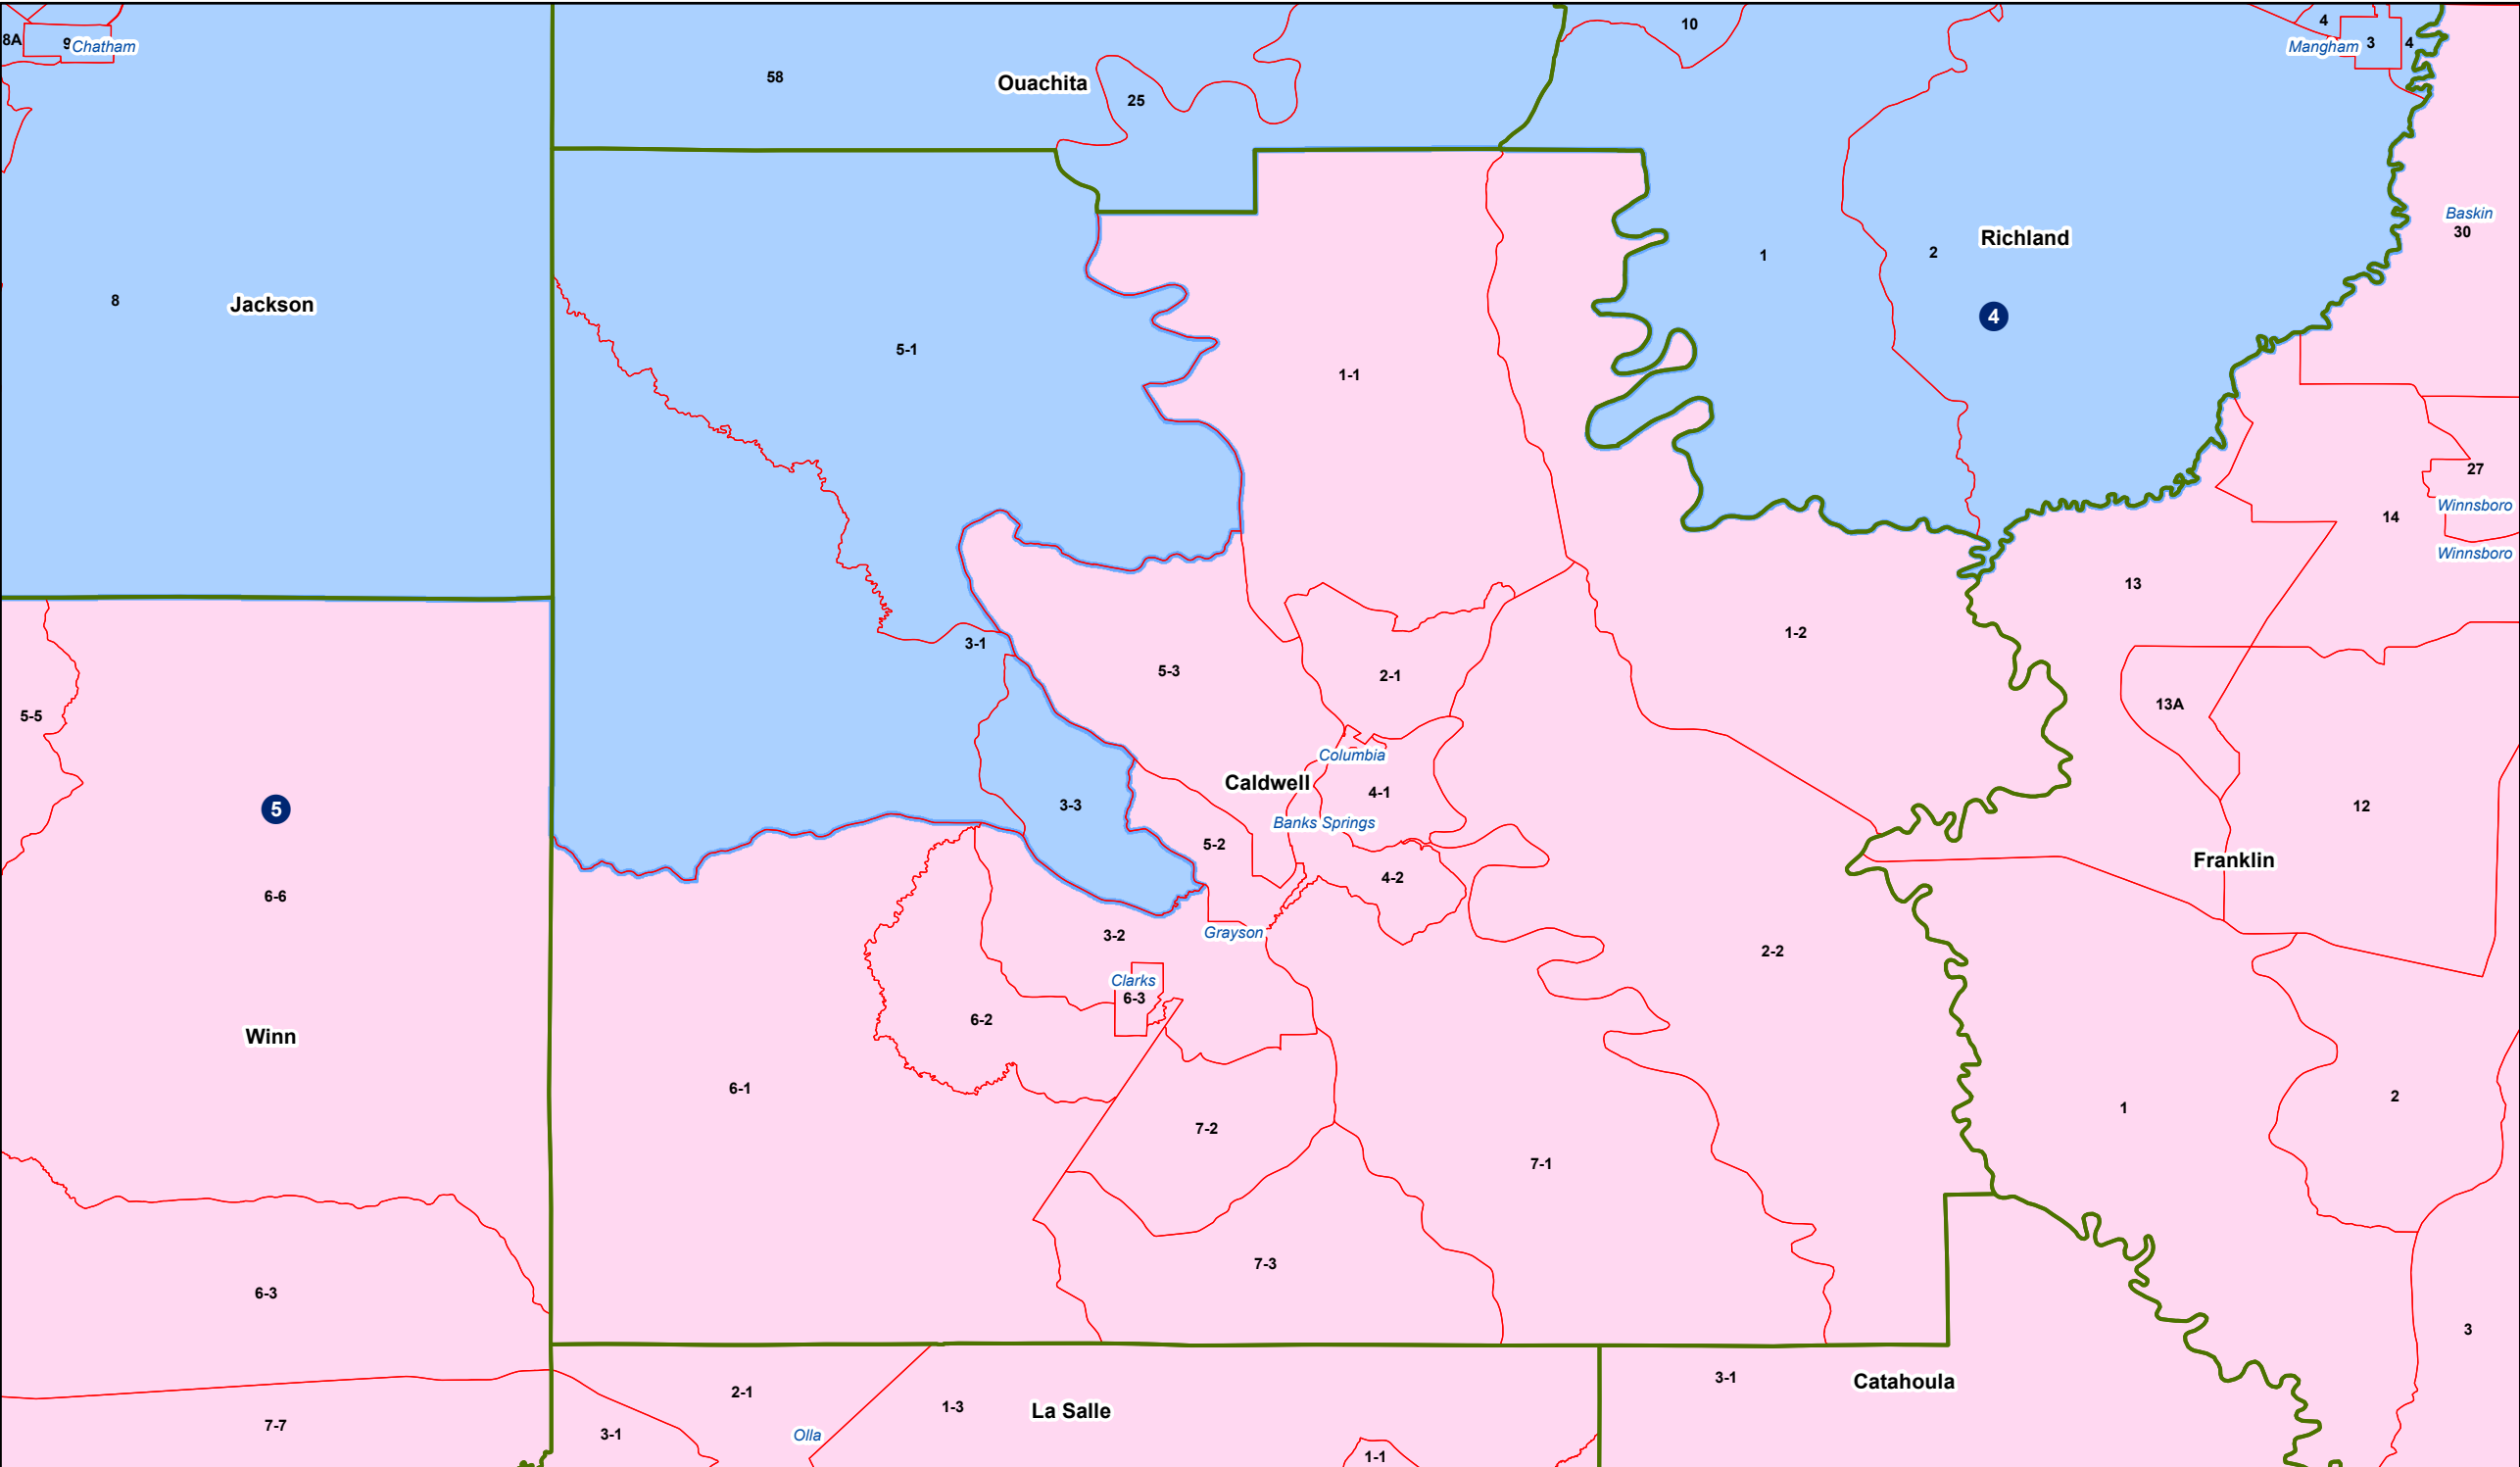 8A
9
Chatham
58
Ouachita
25
10
4
Mangham
3
4
Baskin
30
Richland
1
2
4
8
Jackson
5-1
1-1
27
Winnsboro
14
Winnsboro
13
1-2
3-1
5-3
2-1
5-5
13A
Columbia
Caldwell
4-1
5
3-3
12
Banks Springs
5-2
Franklin
4-2
6-6
Grayson
3-2
2-2
Clarks
6-3
6-2
Winn
6-1
7-2
1
2
7-1
7-3
6-3
3
3-1
Catahoula
2-1
1-3
La Salle
7-7
3-1
Olla
1-1